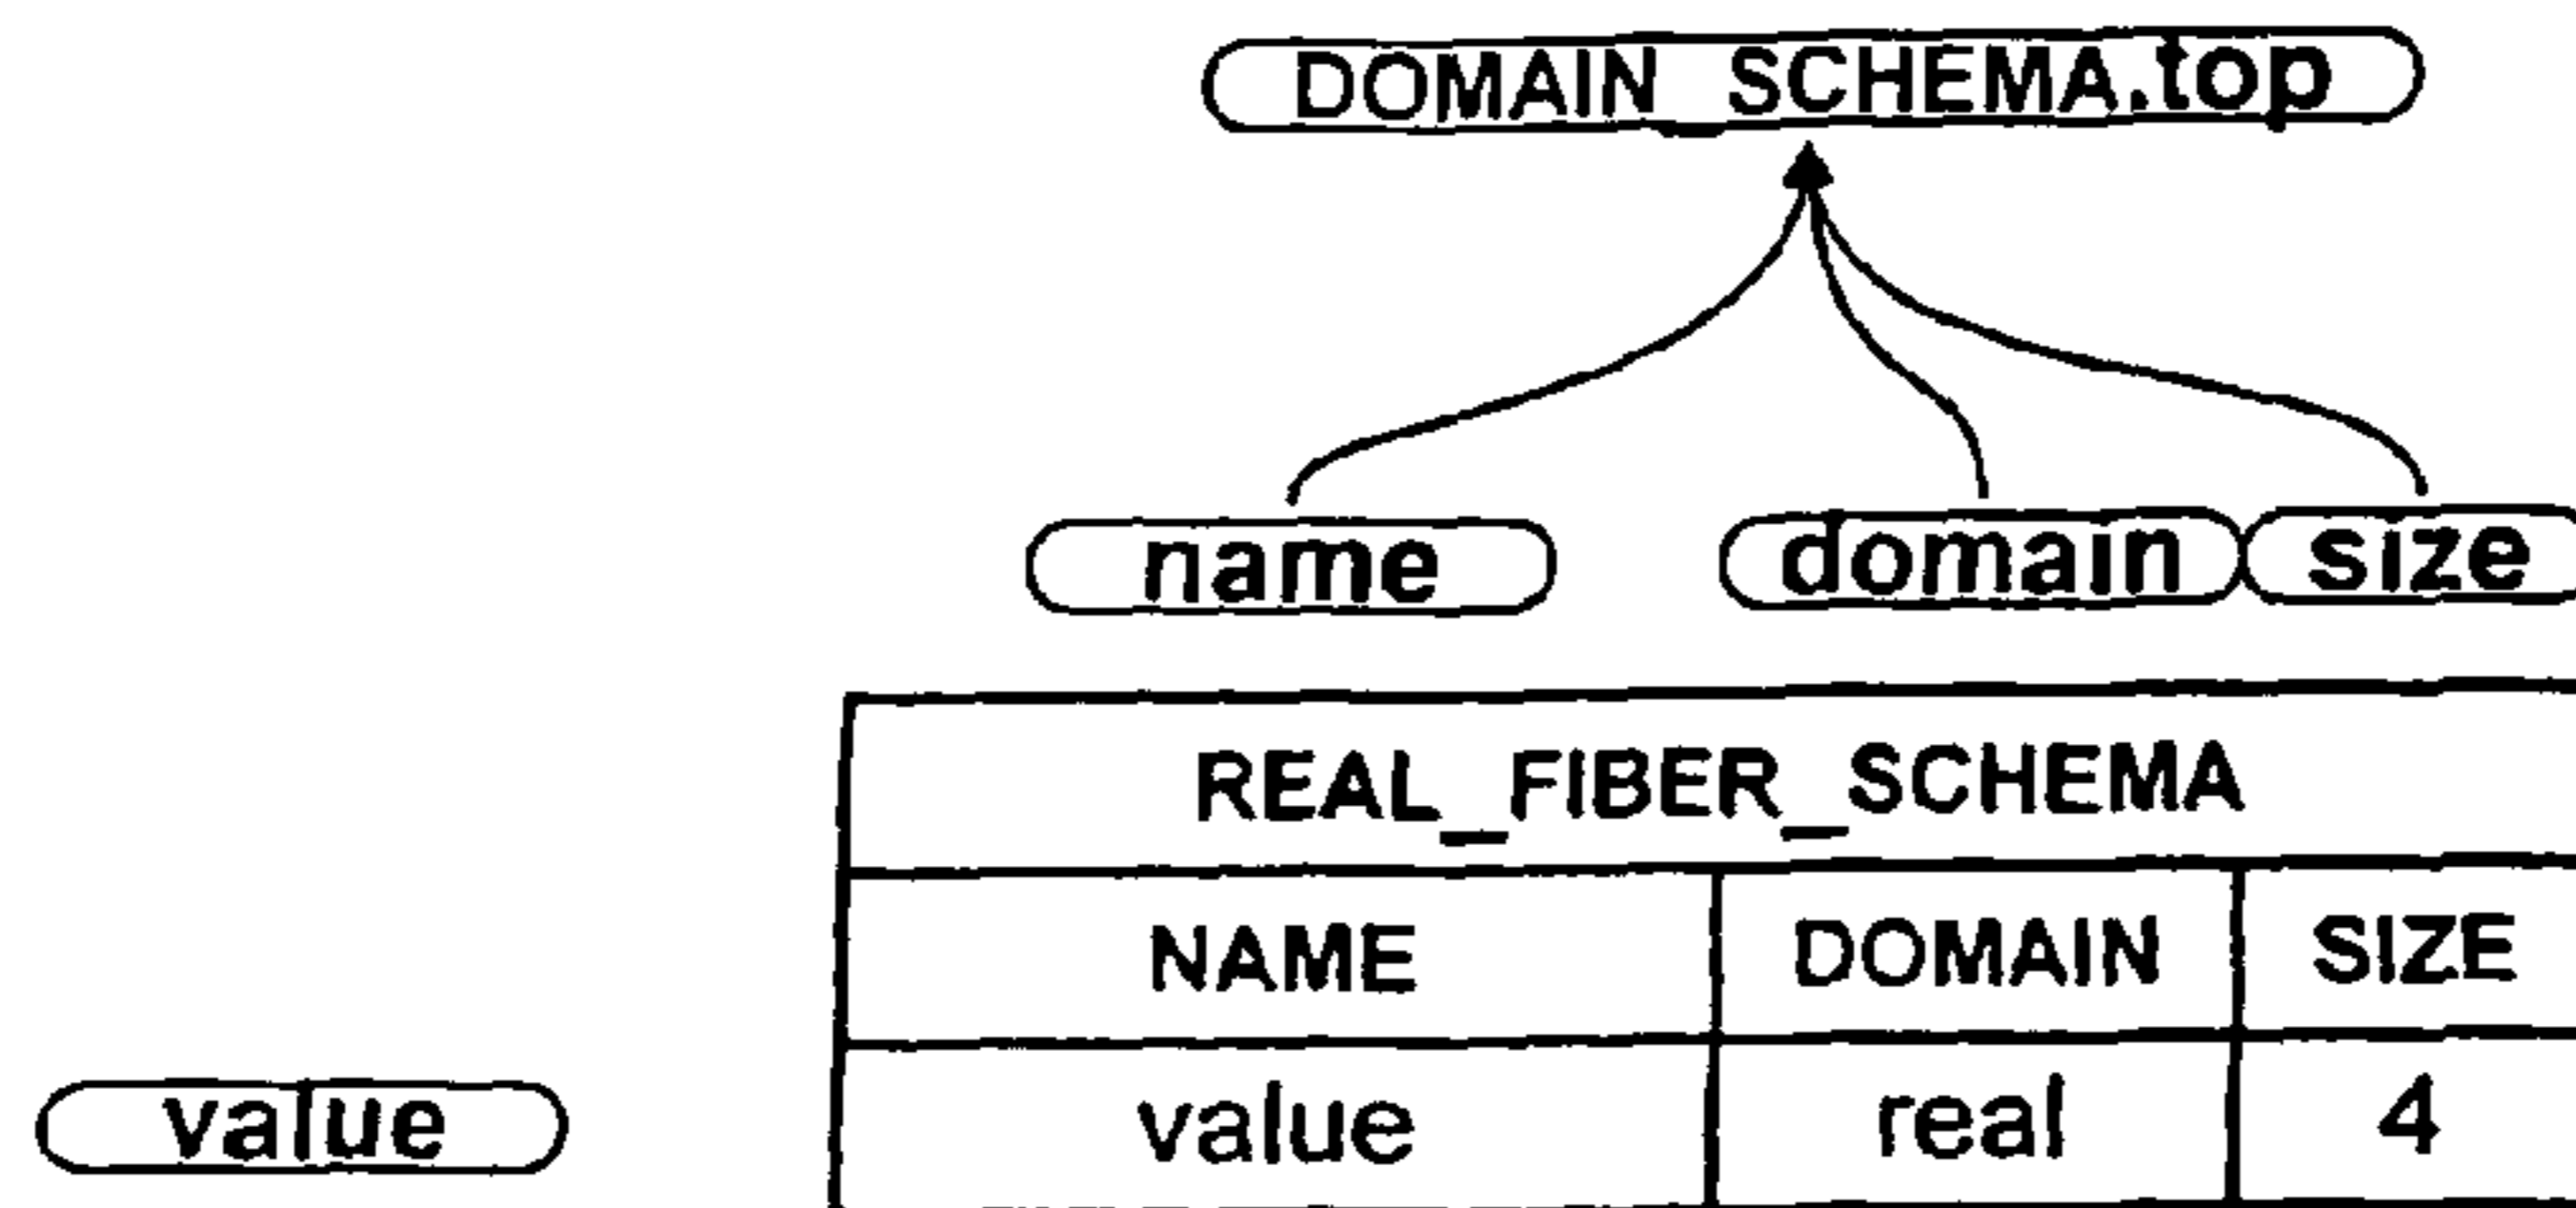 DOMAIN_SCHEMA.top
name domain size
REAL_FIBER_SCHEMA
NAME DOMAIN SIZE
value value real 4